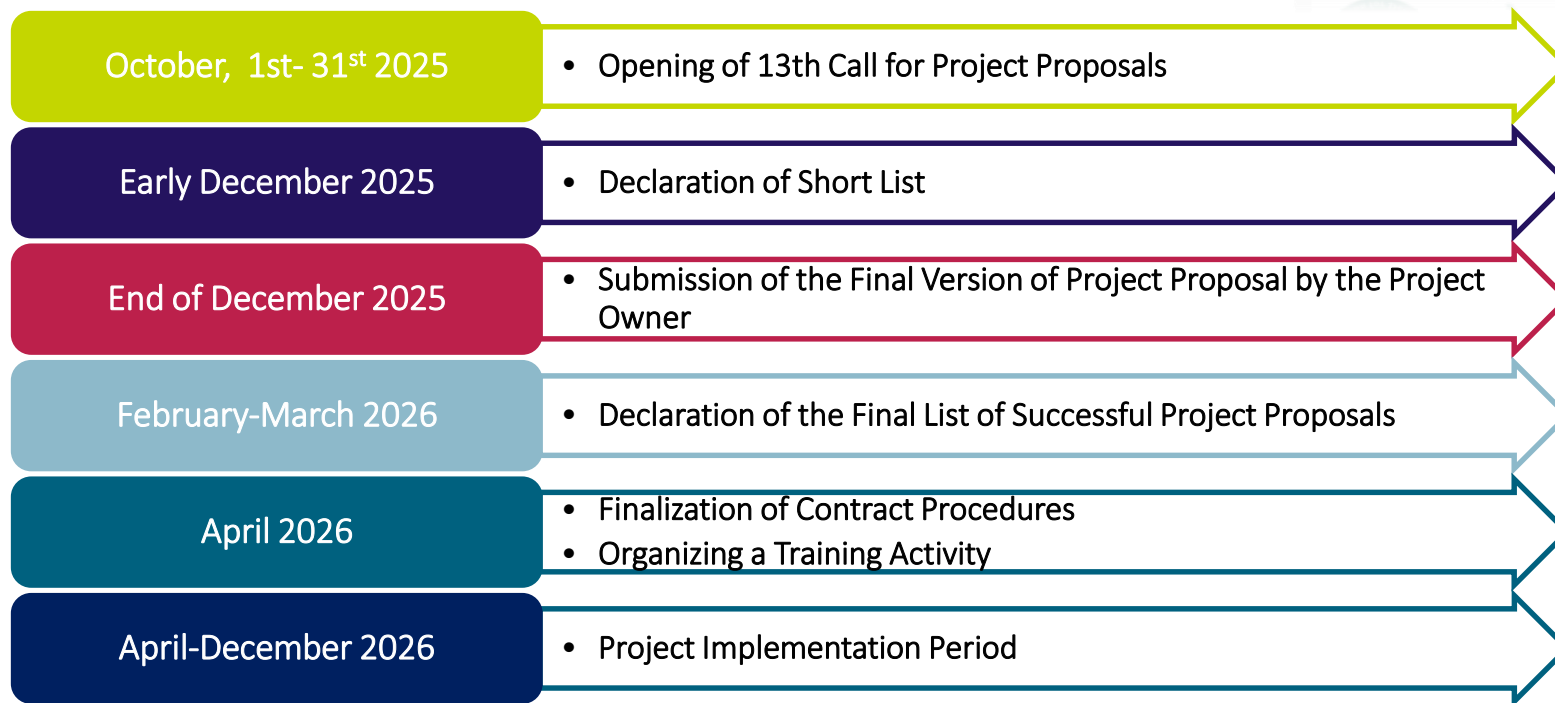 October, 1st- 31st 2025
• Opening of 13th Call for Project Proposals
Early December 2025
• Declaration of Short List
End of December 2025
• Submission of the Final Version of Project Proposal by the Project
Owner
February-March 2026
• Declaration of the Final List of Successful Project Proposals
April 2026
• Finalization of Contract Procedures
• Organizing a Training Activity
April-December 2026
• Project Implementation Period